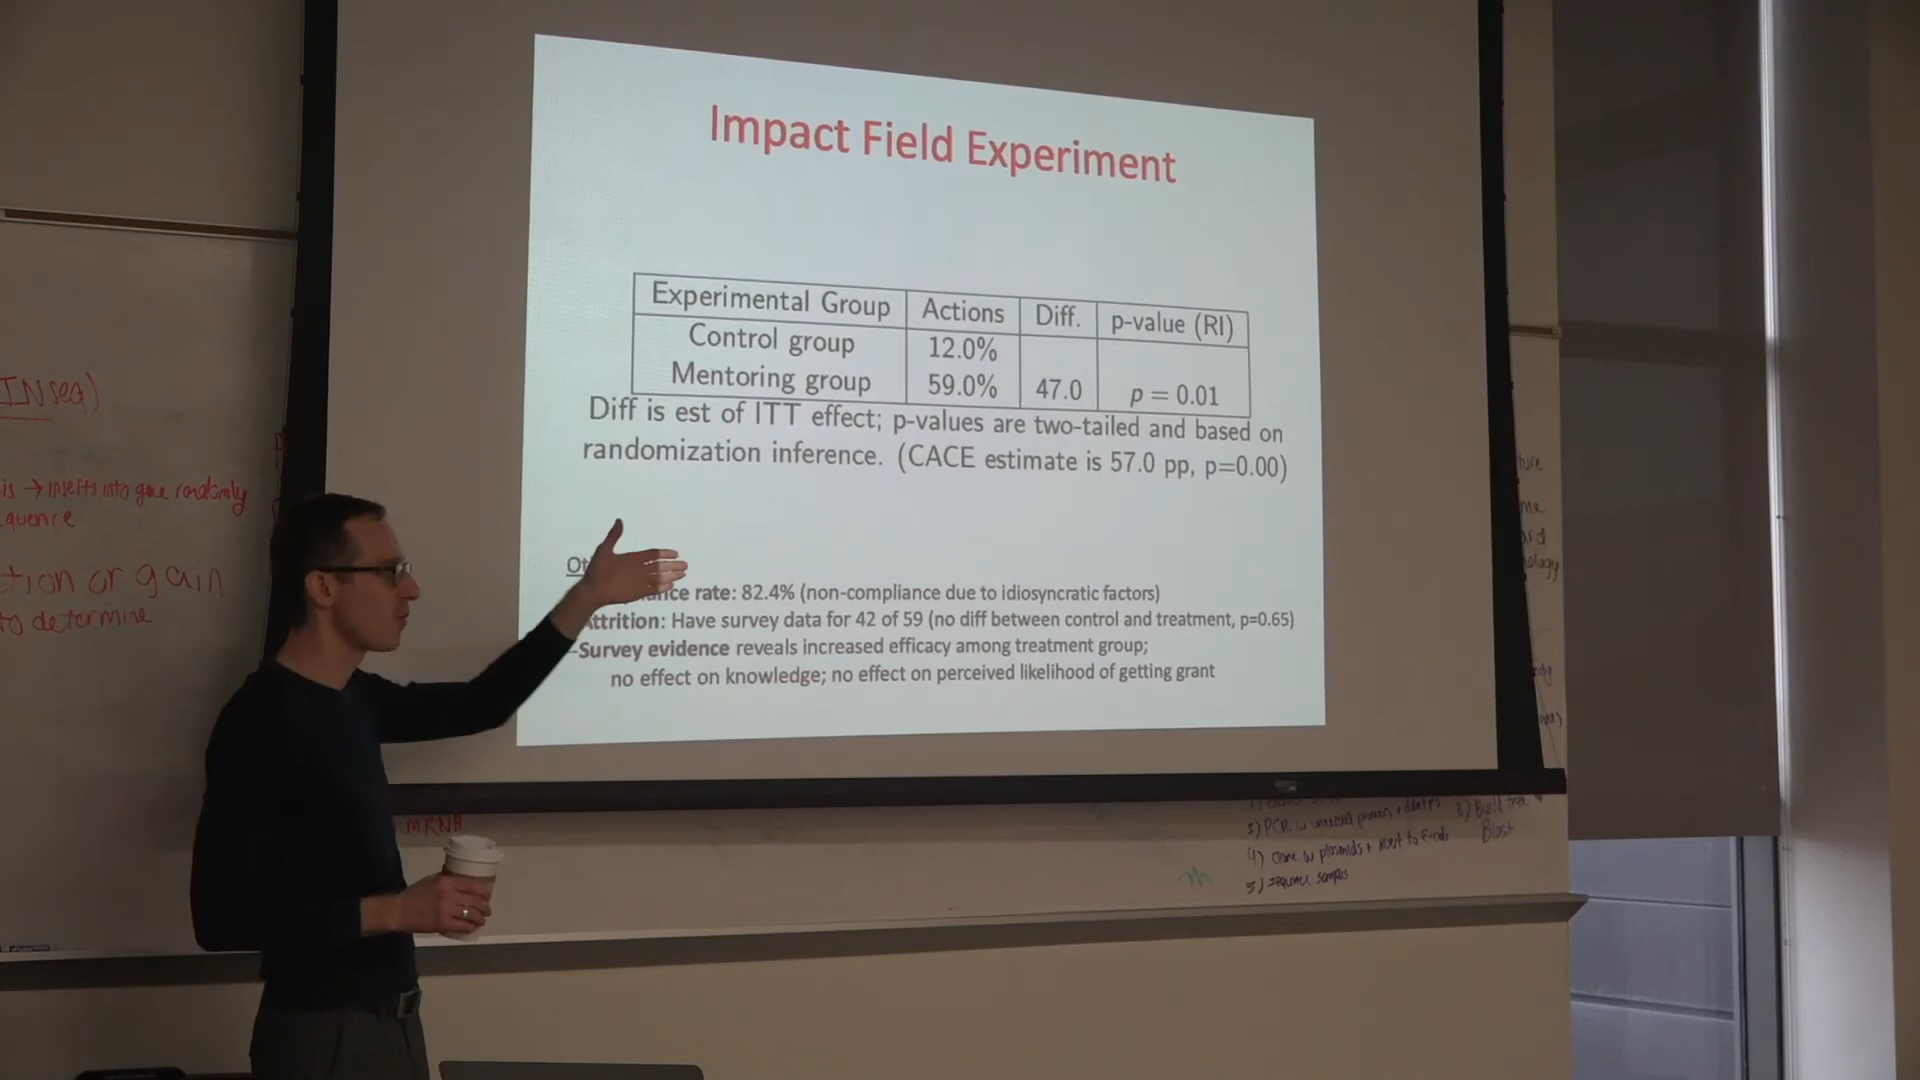 Impact Field Experiment
Experimental Group Actions Diff. p-value (RI)
Control group 12.0%
Mentoring group 59.0% 47.0 p = 0.01
Diff is est of ITT effect; p-values are two-tailed and based on
randomization inference. (CACE estimate is 57.0 pp, p=0.00)
rate: 82.4% (non-compliance due to idiosyncratic factors)
Attrition: Have survey data for 42 of 59 (no diff between control and treatment, p=0.65)
-Survey evidence reveals increased efficacy among treatment group;
no effect on knowledge; no effect on perceived likelihood of getting grant
is → inserts into gene randomly
tion or gain
to determine
MRNA
3) PCR w universal primers
4) clone w plasmids +
5) sequence samples
Blast